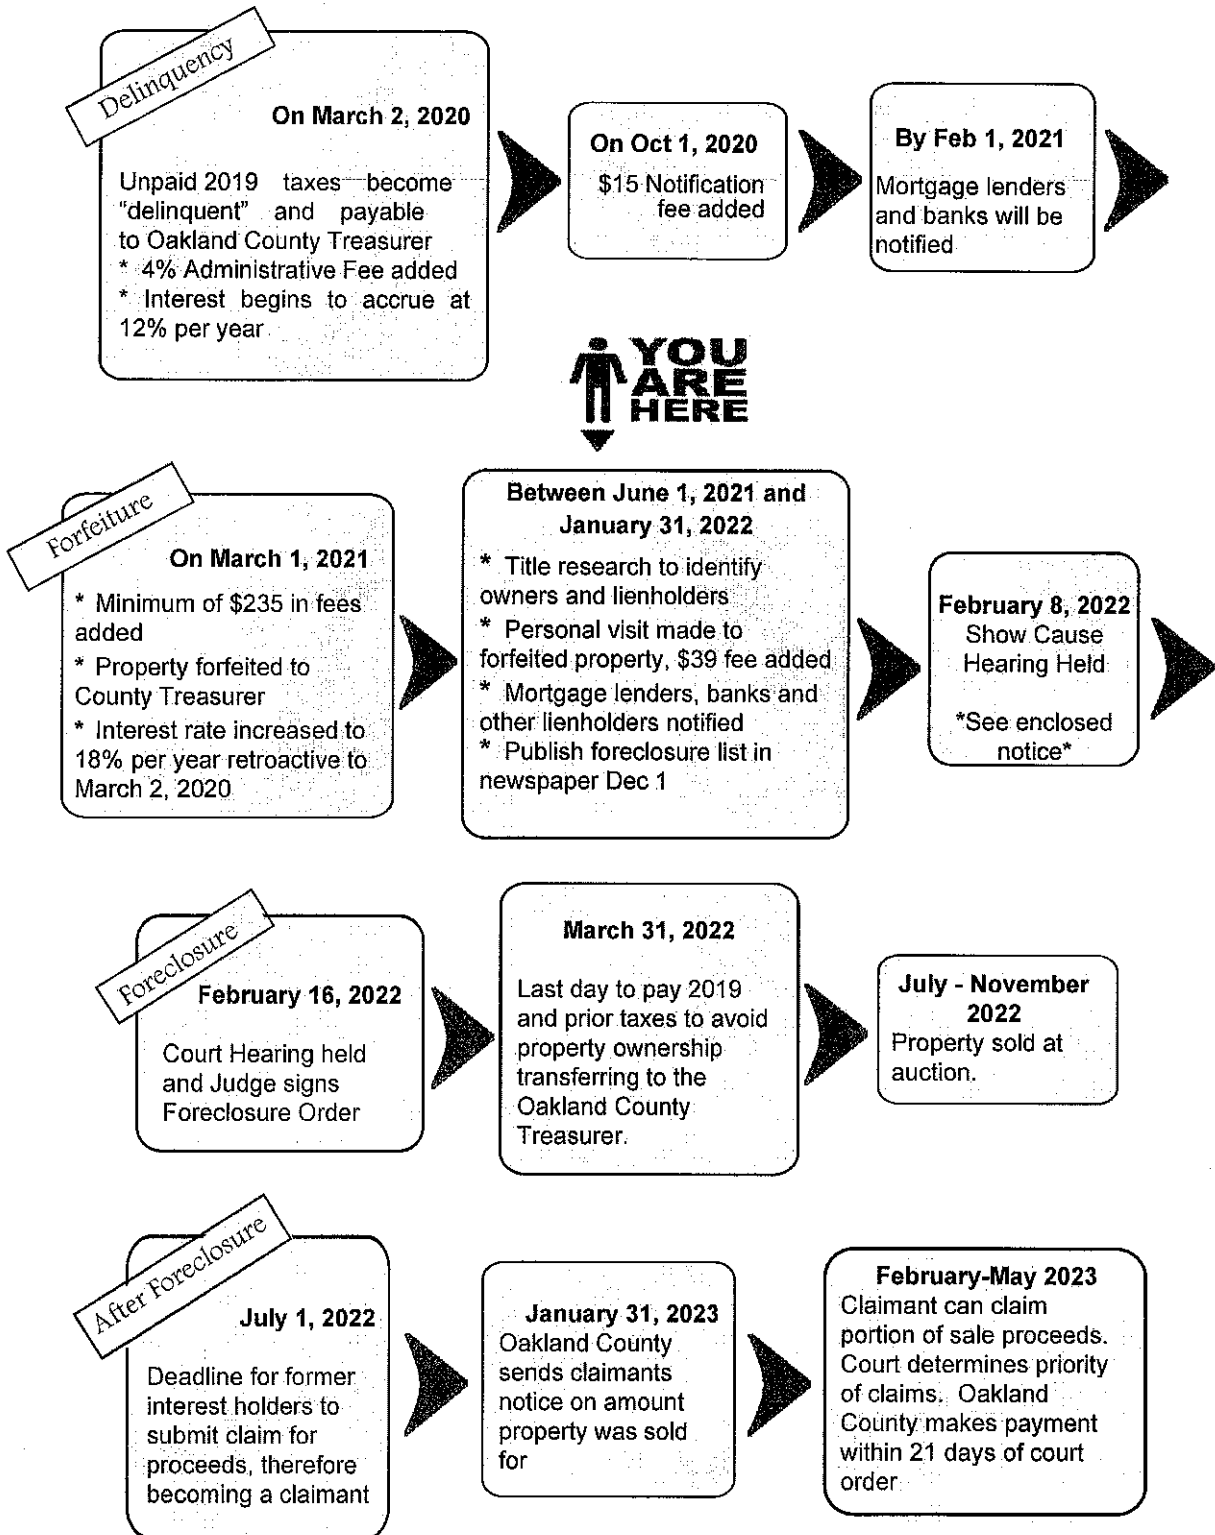 Delinquency
On March 2, 2020
Unpaid 2019 taxes become
"delinquent" and payable
to Oakland County Treasurer
* 4% Administrative Fee added
* Interest begins to accrue at
12% per year
On Oct 1, 2020
$15 Notification
fee added
By Feb 1, 2021
Mortgage lenders
and banks will be
notified
YOU
ARE
HERE
Forfeiture
On March 1, 2021
* Minimum of $235 in fees
added
* Property forfeited to
County Treasurer
* Interest rate increased to
18% per year retroactive to
March 2, 2020
Between June 1, 2021 and
January 31, 2022
* Title research to identify
owners and lienholders
* Personal visit made to
forfeited property, $39 fee added
* Mortgage lenders, banks and
other lienholders notified
* Publish foreclosure list in
newspaper Dec 1
February 8, 2022
Show Cause
Hearing Held
*See enclosed
notice*
Foreclosure
February 16, 2022
Court Hearing held
and Judge signs
Foreclosure Order
March 31, 2022
Last day to pay 2019
and prior taxes to avoid
property ownership
transferring to the
Oakland County
Treasurer.
July - November
2022
Property sold at
auction.
After Foreclosure
July 1, 2022
Deadline for former
interest holders to
submit claim for
proceeds, therefore
becoming a claimant
January 31, 2023
Oakland County
sends claimants
notice on amount
property was sold
for
February-May 2023
Claimant can claim
portion of sale proceeds.
Court determines priority
of claims. Oakland
County makes payment
within 21 days of court
order